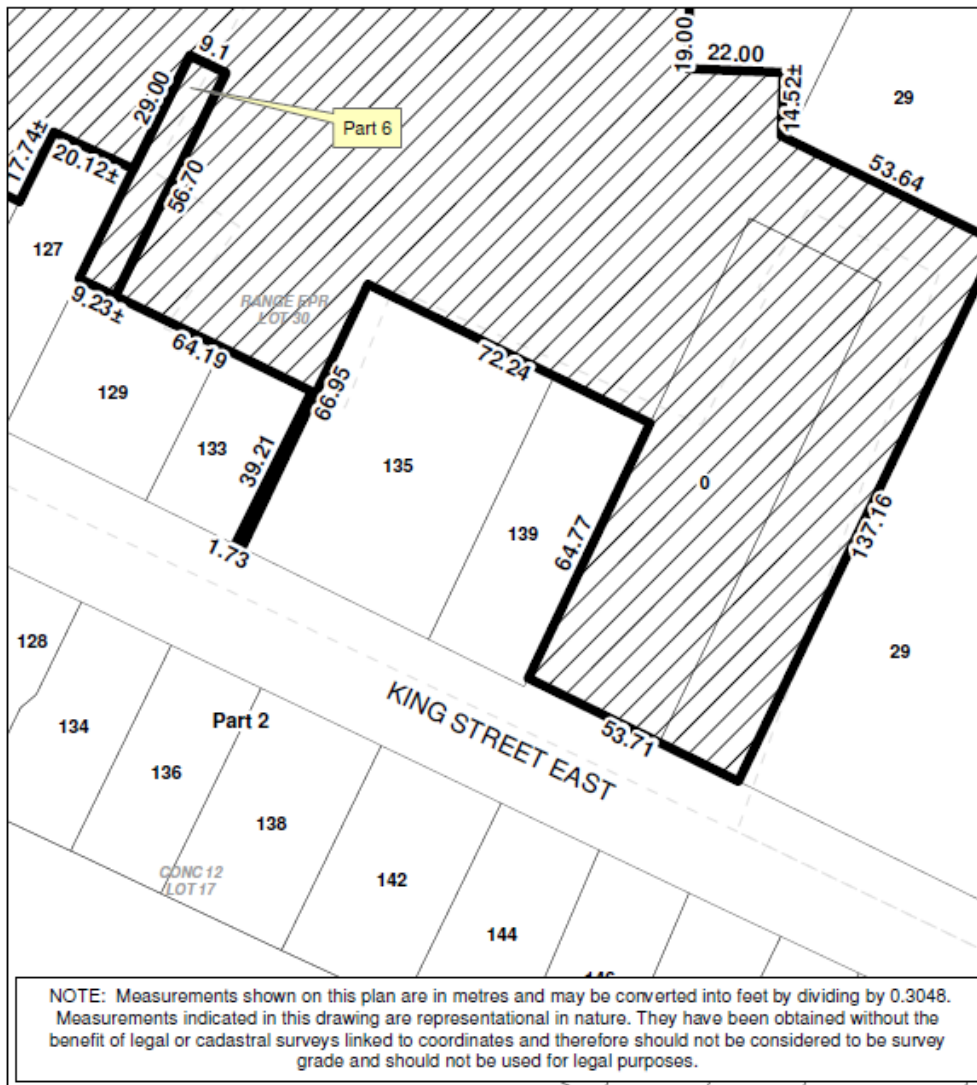 19.00
22.00
14.52±
29
9.1
29.00
Part 6
53.64
17.74±
20.12±
56.70
127
9.23±
RANGE EPR
LOT 30
64.19
72.24
66.95
129
133
39.21
135
0
139
64.77
137.16
1.73
128
29
KING STREET EAST
53.71
Part 2
134
136
138
CONC 12
LOT 17
142
144
NOTE: Measurements shown on this plan are in metres and may be converted into feet by dividing by 0.3048.
Measurements indicated in this drawing are representational in nature. They have been obtained without the
benefit of legal or cadastral surveys linked to coordinates and therefore should not be considered to be survey
grade and should not be used for legal purposes.